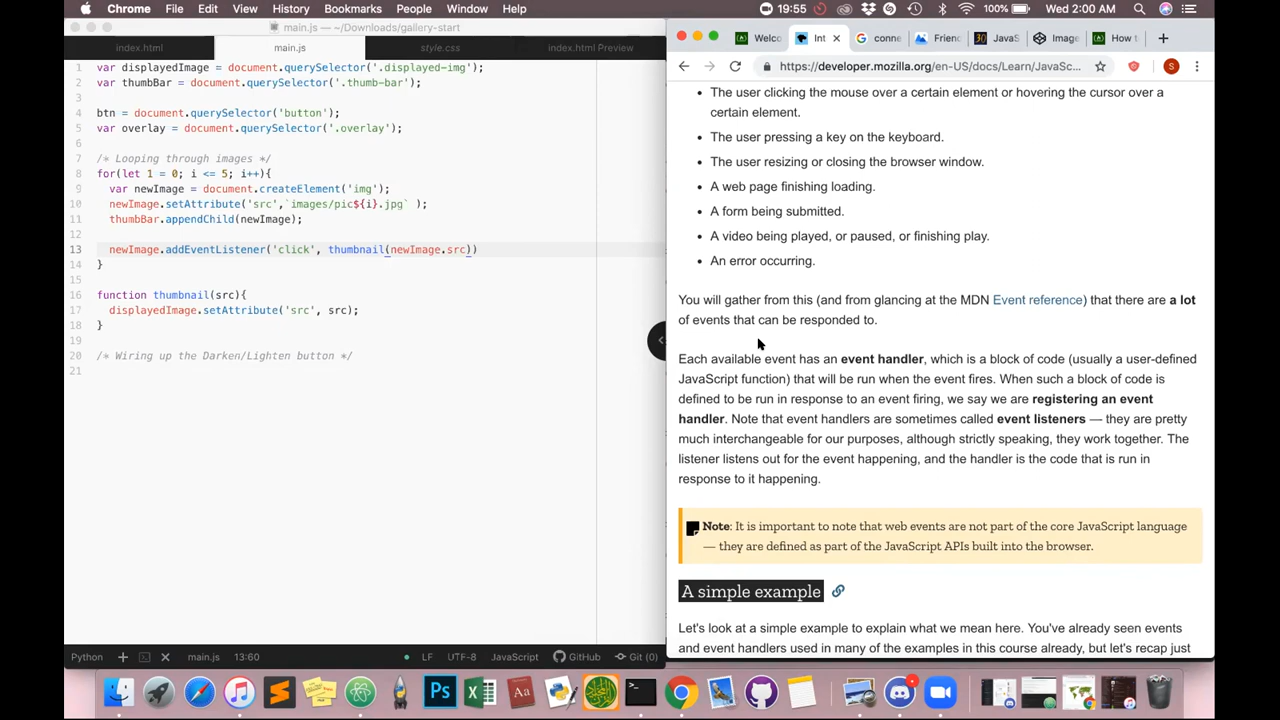 Chrome File Edit View History Bookmarks People Window Help 19:55 100% Wed 2:00 AM
main.js — ~/Downloads/gallery-start
index.html main.js style.css index.html Preview
Welco Int conne Frienc JavaS Image How t
https://developer.mozilla.org/en-US/docs/Learn/JavaSc... S
1 var displayedImage = document.querySelector('.displayed-img');
2 var thumbBar = document.querySelector('.thumb-bar');
3
4 btn = document.querySelector('button');
5 var overlay = document.querySelector('.overlay');
6
7 /* Looping through images */
8 for(let 1 = 0; i <= 5; i++){
9 var newImage = document.createElement('img');
10 newImage.setAttribute('src',`images/pic${i}.jpg` );
11 thumbBar.appendChild(newImage);
12
13 newImage.addEventListener('click', thumbnail(newImage.src))
14 }
15
16 function thumbnail(src){
17 displayedImage.setAttribute('src', src);
18 }
19
20 /* Wiring up the Darken/Lighten button */
21
Python main.js 13:60 LF UTF-8 JavaScript GitHub Git (0)
• The user clicking the mouse over a certain element or hovering the cursor over a
certain element.
• The user pressing a key on the keyboard.
• The user resizing or closing the browser window.
• A web page finishing loading.
• A form being submitted.
• A video being played, or paused, or finishing play.
• An error occurring.
You will gather from this (and from glancing at the MDN Event reference) that there are a lot
of events that can be responded to.
Each available event has an event handler, which is a block of code (usually a user-defined
JavaScript function) that will be run when the event fires. When such a block of code is
defined to be run in response to an event firing, we say we are registering an event
handler. Note that event handlers are sometimes called event listeners — they are pretty
much interchangeable for our purposes, although strictly speaking, they work together. The
listener listens out for the event happening, and the handler is the code that is run in
response to it happening.
Note: It is important to note that web events are not part of the core JavaScript language
— they are defined as part of the JavaScript APIs built into the browser.
A simple example
Let's look at a simple example to explain what we mean here. You've already seen events
and event handlers used in many of the examples in this course already, but let's recap just
Ps Aa